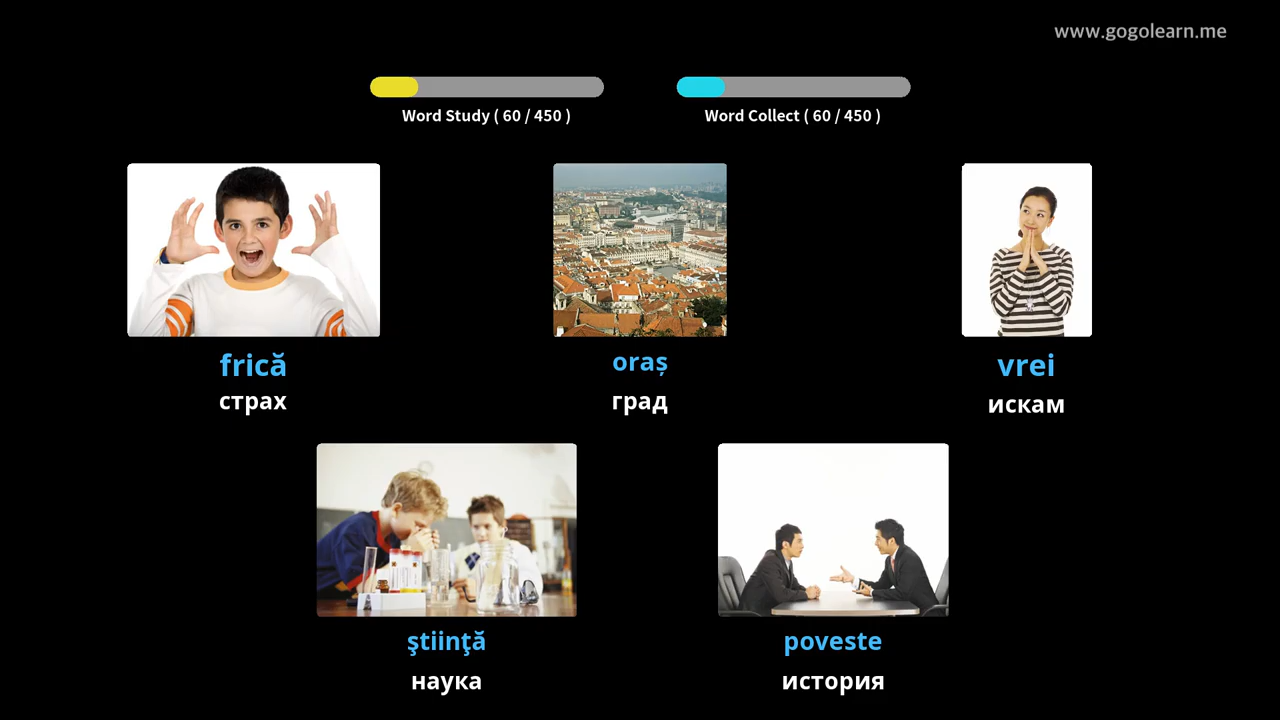 www.gogolearn.me
Word Study ( 60 / 450 )
Word Collect ( 60 / 450 )
frică
страх
oraș
град
vrei
искам
ştiinţă
наука
poveste
история